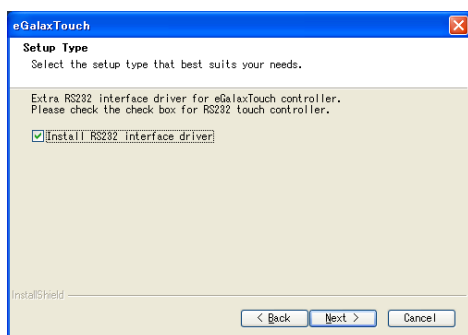 eGalaxTouch
Setup Type
Select the setup type that best suits your needs.
Extra RS232 interface driver for eGalaxTouch controller.
Please check the check box for RS232 touch controller.
Install RS232 interface driver
InstallShield
< Back
Next >
Cancel